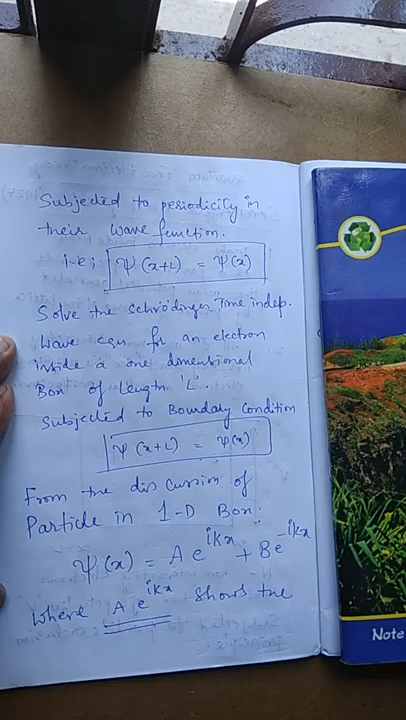 Subjected to periodicity in
their wave function.
i.e; Ψ(x+L) = Ψ(x)
Solve the schrödinger Time indep.
wave equn for an electron
inside a one dimensional
Box of length 'L'.
Subjected to Boundary Condition
Ψ(x+L) = Ψ(x)
From the discussion of
Particle in 1-D Box.
Ψ(x) = A e^{ikx} + B e^{-ikx}
where A e^{ikx} shows the
Note